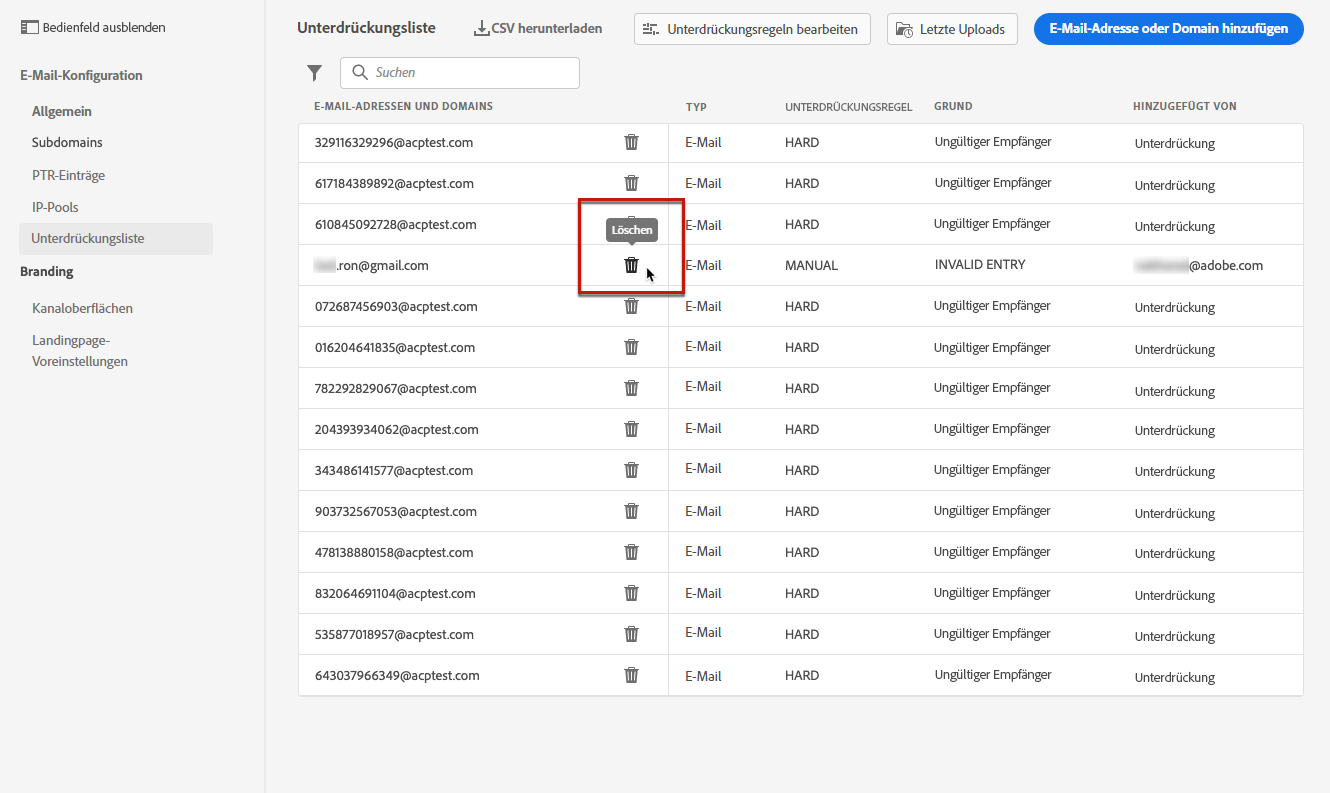 Bedienfeld ausblenden
E-Mail-Konfiguration
Allgemein
Subdomains
PTR-Einträge
IP-Pools
Unterdrückungsliste
Branding
Kanaloberflächen
Landingpage-
Voreinstellungen
Unterdrückungsliste CSV herunterladen Unterdrückungsregeln bearbeiten Letzte Uploads E-Mail-Adresse oder Domain hinzufügen
Suchen
E-MAIL-ADRESSEN UND DOMAINS TYP UNTERDRÜCKUNGSREGEL GRUND HINZUGEFÜGT VON
329116329296@acptest.com E-Mail HARD Ungültiger Empfänger Unterdrückung
617184389892@acptest.com E-Mail HARD Ungültiger Empfänger Unterdrückung
610845092728@acptest.com E-Mail HARD Ungültiger Empfänger Unterdrückung
Löschen
.ron@gmail.com E-Mail MANUAL INVALID ENTRY @adobe.com
072687456903@acptest.com E-Mail HARD Ungültiger Empfänger Unterdrückung
016204641835@acptest.com E-Mail HARD Ungültiger Empfänger Unterdrückung
782292829067@acptest.com E-Mail HARD Ungültiger Empfänger Unterdrückung
204393934062@acptest.com E-Mail HARD Ungültiger Empfänger Unterdrückung
343486141577@acptest.com E-Mail HARD Ungültiger Empfänger Unterdrückung
903732567053@acptest.com E-Mail HARD Ungültiger Empfänger Unterdrückung
478138880158@acptest.com E-Mail HARD Ungültiger Empfänger Unterdrückung
832064691104@acptest.com E-Mail HARD Ungültiger Empfänger Unterdrückung
535877018957@acptest.com E-Mail HARD Ungültiger Empfänger Unterdrückung
643037966349@acptest.com E-Mail HARD Ungültiger Empfänger Unterdrückung